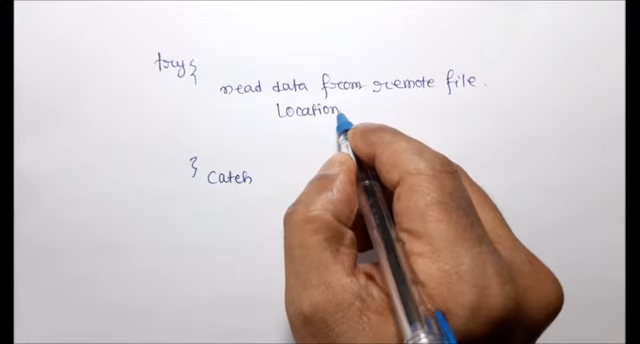 try{
read data from remote file.
Location
} catch